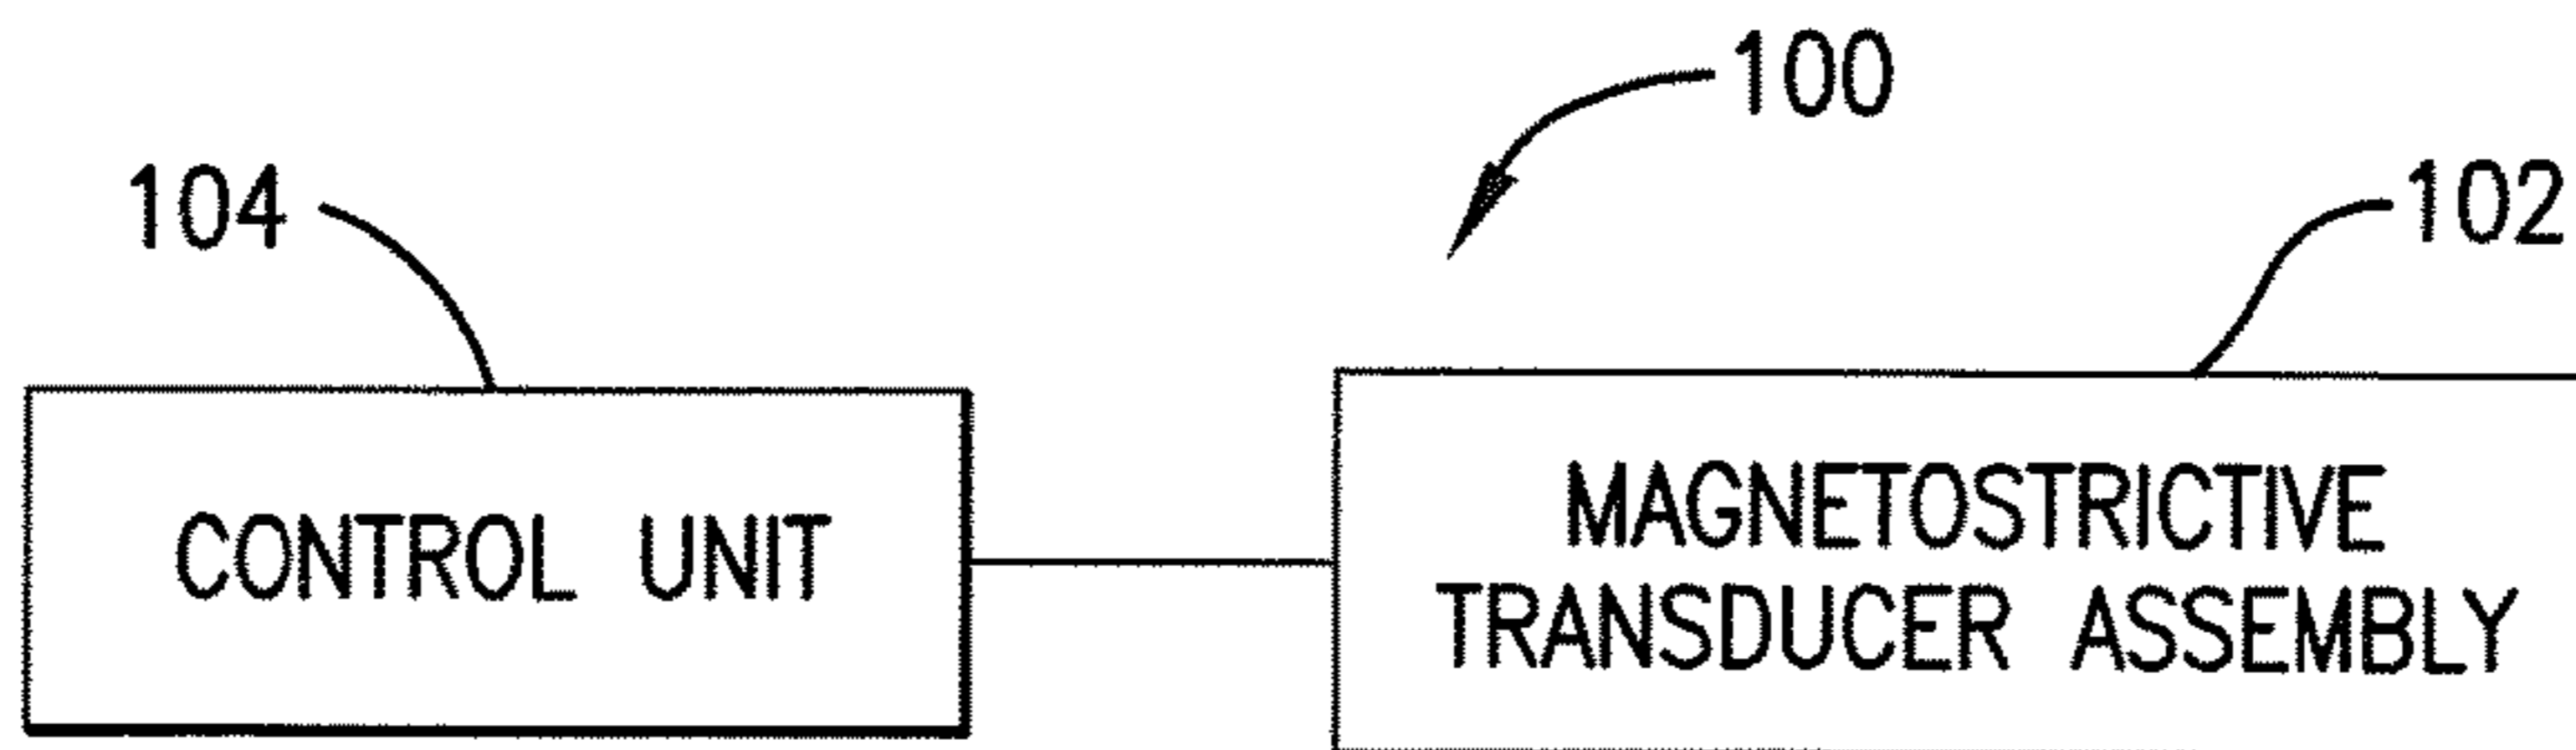 100
104
102
CONTROL UNIT
MAGNETOSTRICTIVE
TRANSDUCER ASSEMBLY